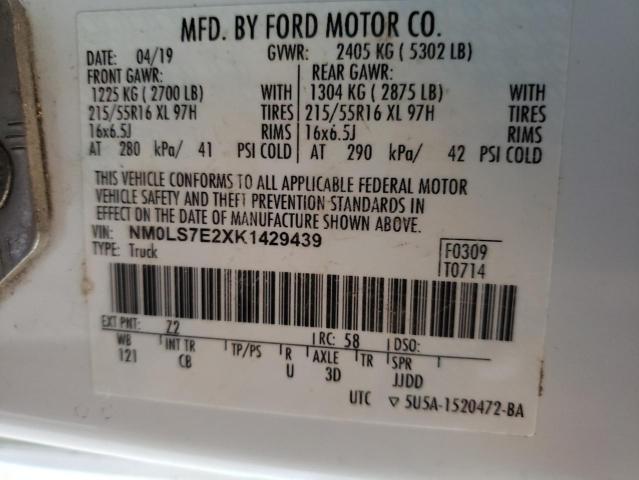 MFD. BY FORD MOTOR CO.
DATE: 04/19 GVWR: 2405 KG ( 5302 LB)
FRONT GAWR: REAR GAWR:
1225 KG ( 2700 LB) WITH 1304 KG ( 2875 LB) WITH
215/55R16 XL 97H TIRES 215/55R16 XL 97H TIRES
16x6.5J RIMS 16x6.5J RIMS
AT 280 kPa/ 41 PSI COLD AT 290 kPa/ 42 PSI COLD
THIS VEHICLE CONFORMS TO ALL APPLICABLE FEDERAL MOTOR
VEHICLE SAFETY AND THEFT PREVENTION STANDARDS IN
EFFECT ON THE DATE OF MANUFACTURE SHOWN ABOVE.
VIN: NM0LS7E2XK1429439 F0309
TYPE: Truck T0714
EXT PNT: Z2 RC: 58 DSO:
WB INT TR TP/PS R AXLE TR SPR
121 CB U 3D JJDD
UTC ▽ 5U5A-1520472-BA